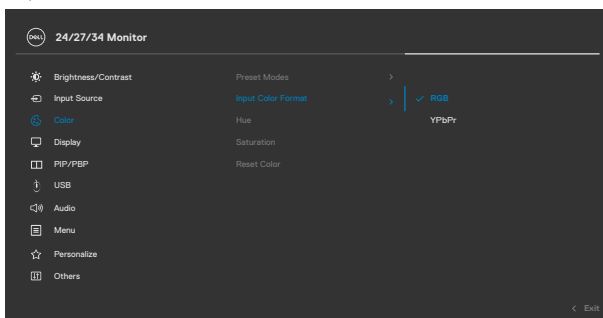 DELL 24/27/34 Monitor
Brightness/Contrast Preset Modes >
Input Source Input Color Format > ✓ RGB
Color Hue YPbPr
Display Saturation
PIP/PBP Reset Color
USB
Audio
Menu
Personalize
Others
< Exit